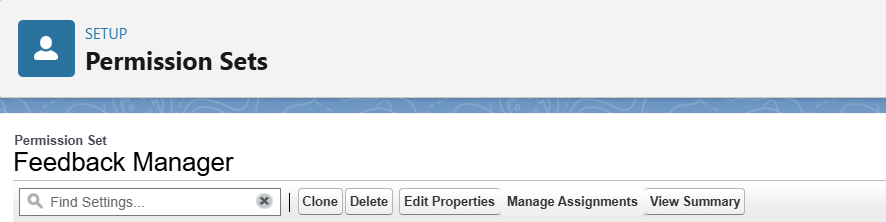 SETUP
Permission Sets
Permission Set
Feedback Manager
Find Settings... Clone Delete Edit Properties Manage Assignments View Summary